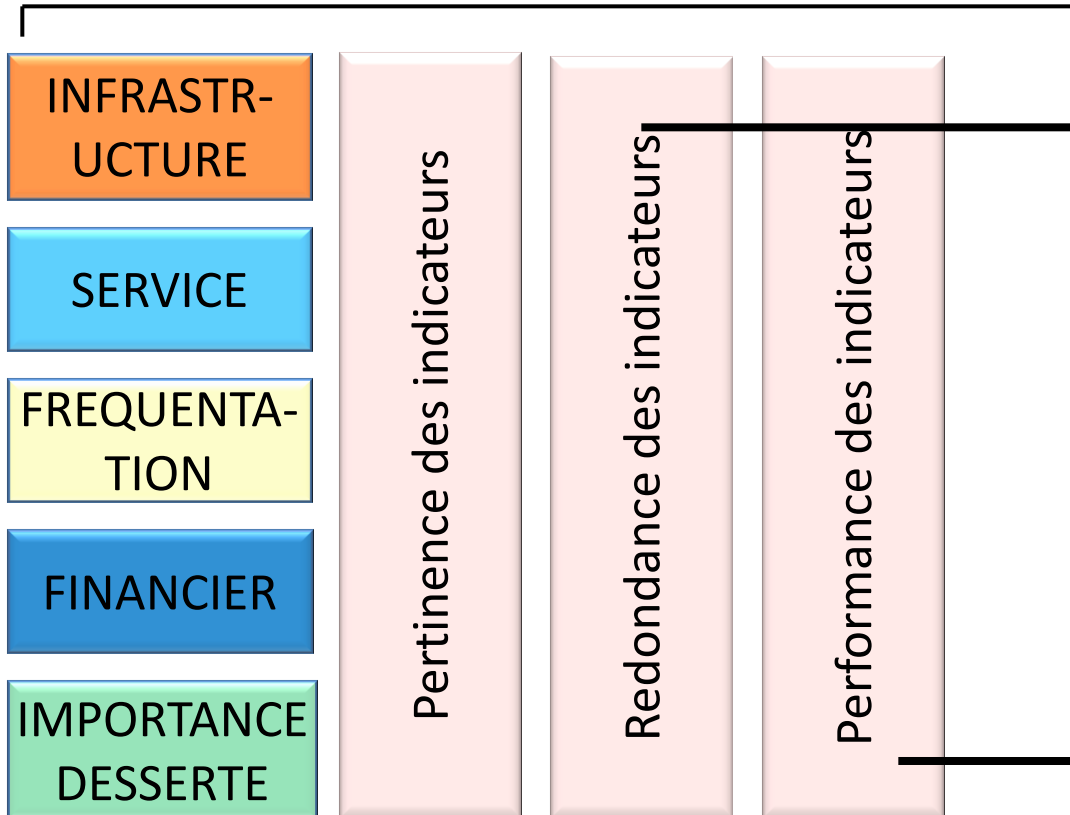 INFRASTR-
UCTURE
SERVICE
FREQUENTA-
TION
FINANCIER
IMPORTANCE
DESSERTE
Pertinence des indicateurs
Redondance des indicateurs
Performance des indicateurs